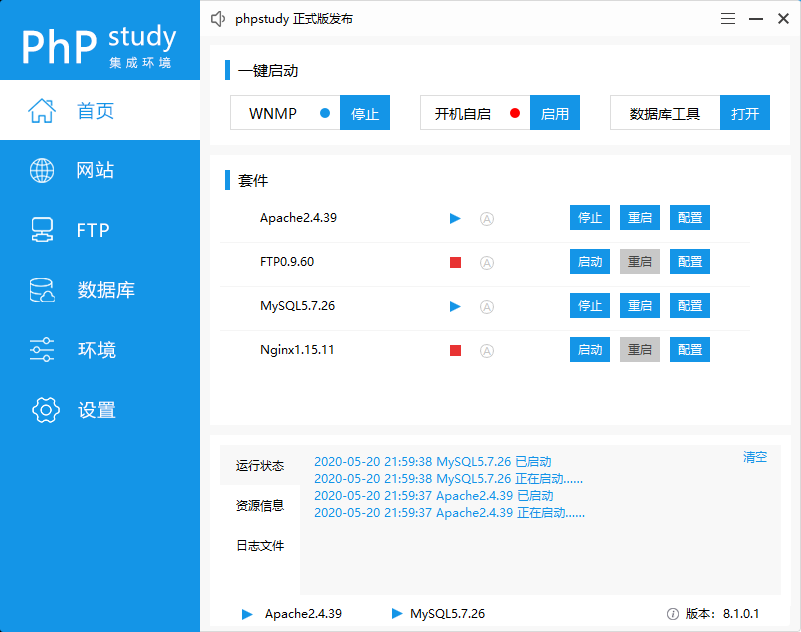 phpstudy 正式版发布
PhP study
集成环境
首页
网站
FTP
数据库
环境
设置
一键启动
WNMP 停止 开机自启 启用 数据库工具 打开
套件
Apache2.4.39 A 停止 重启 配置
FTP0.9.60 A 启动 重启 配置
MySQL5.7.26 A 停止 重启 配置
Nginx1.15.11 A 启动 重启 配置
运行状态
资源信息
日志文件
清空
2020-05-20 21:59:38 MySQL5.7.26 已启动
2020-05-20 21:59:38 MySQL5.7.26 正在启动......
2020-05-20 21:59:37 Apache2.4.39 已启动
2020-05-20 21:59:37 Apache2.4.39 正在启动......
Apache2.4.39 MySQL5.7.26 版本：8.1.0.1